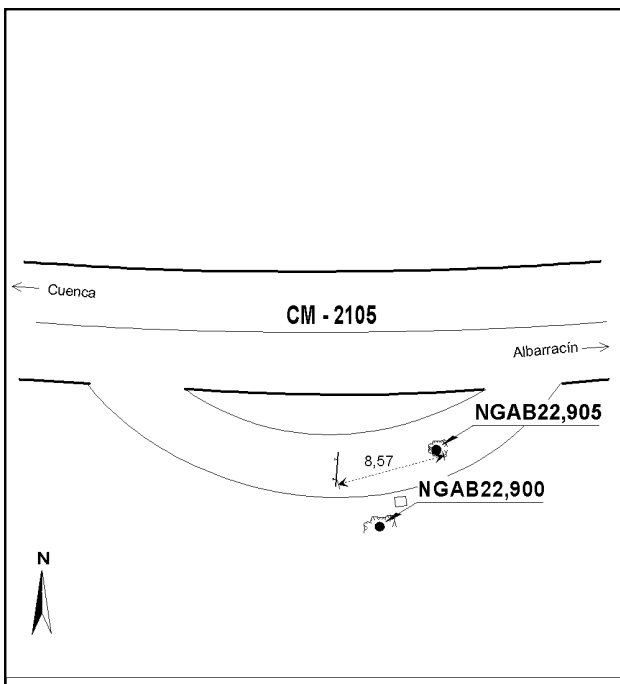 Cuenca
CM - 2105
Albarracín
NGAB22,905
8,57
NGAB22,900
N